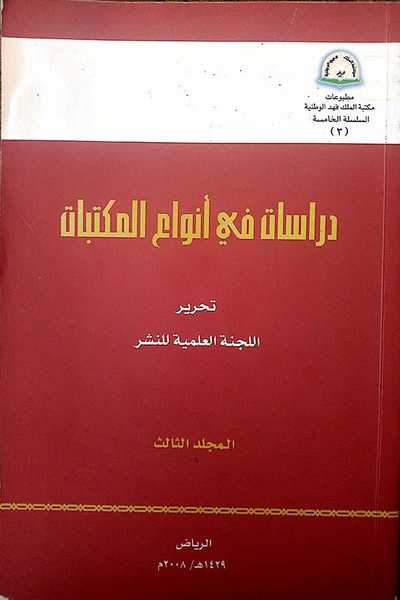 مطبوعات
مكتبة الملك فهد الوطنية
السلسلة الخامسة
(٣)
دراسات في أنواع المكتبات
تحرير
اللجنة العلمية للنشر
المجلد الثالث
الرياض
١٤٢٩هـ/ ٢٠٠٨م